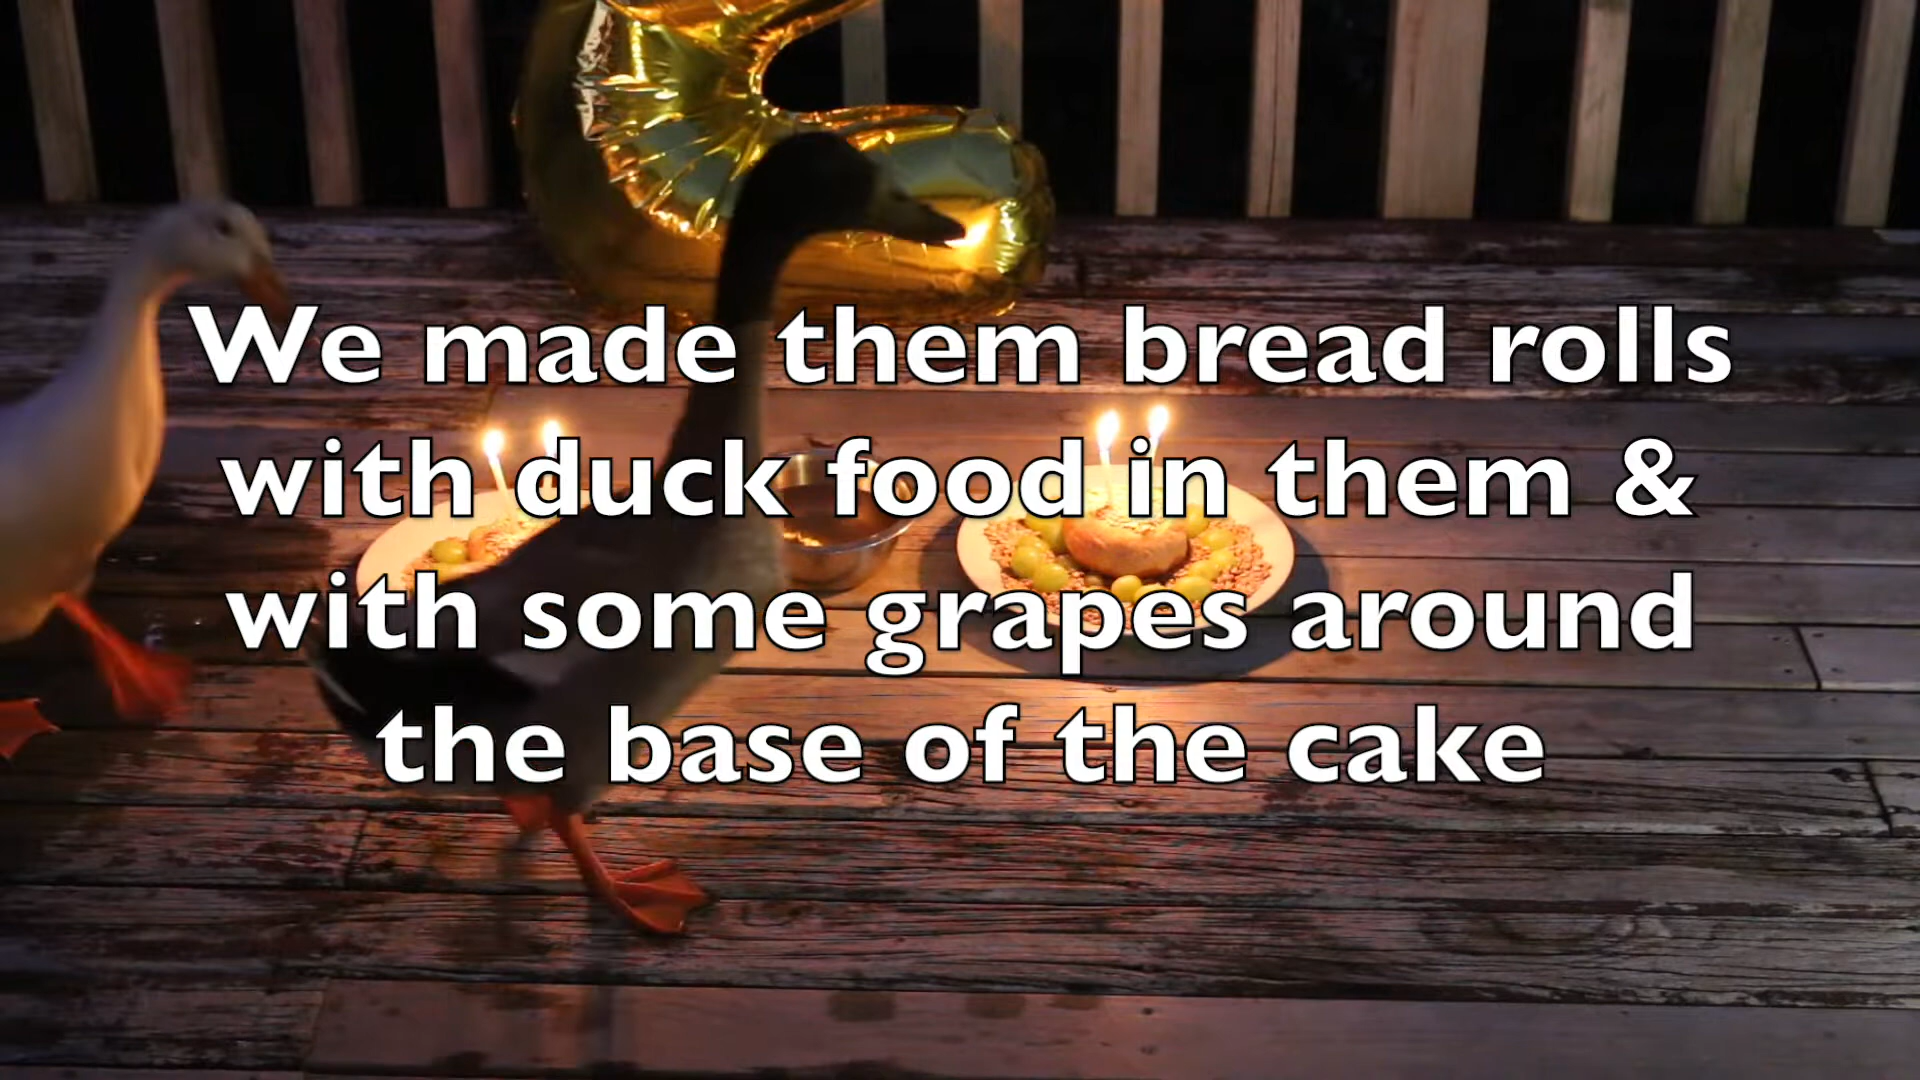 We made them bread rolls
with duck food in them &
with some grapes around
the base of the cake